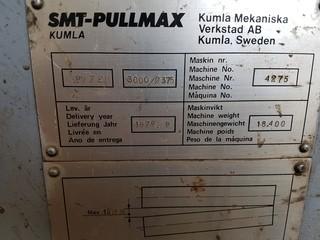 SMT-PULLMAX
KUMLA
Kumla Mekaniska
Verkstad AB
Kumla, Sweden
6000/2375
Maskin nr.
Machine No.
Maschine Nr.
Machine No.
Máquina No.
4275
Lev. år
Delivery year
Lieferung Jahr
Livrée en
Ano de entrega
Maskinvikt
Machine weight
Maschinengewicht
Machine poids
Peso de la máquina
18.400
Max